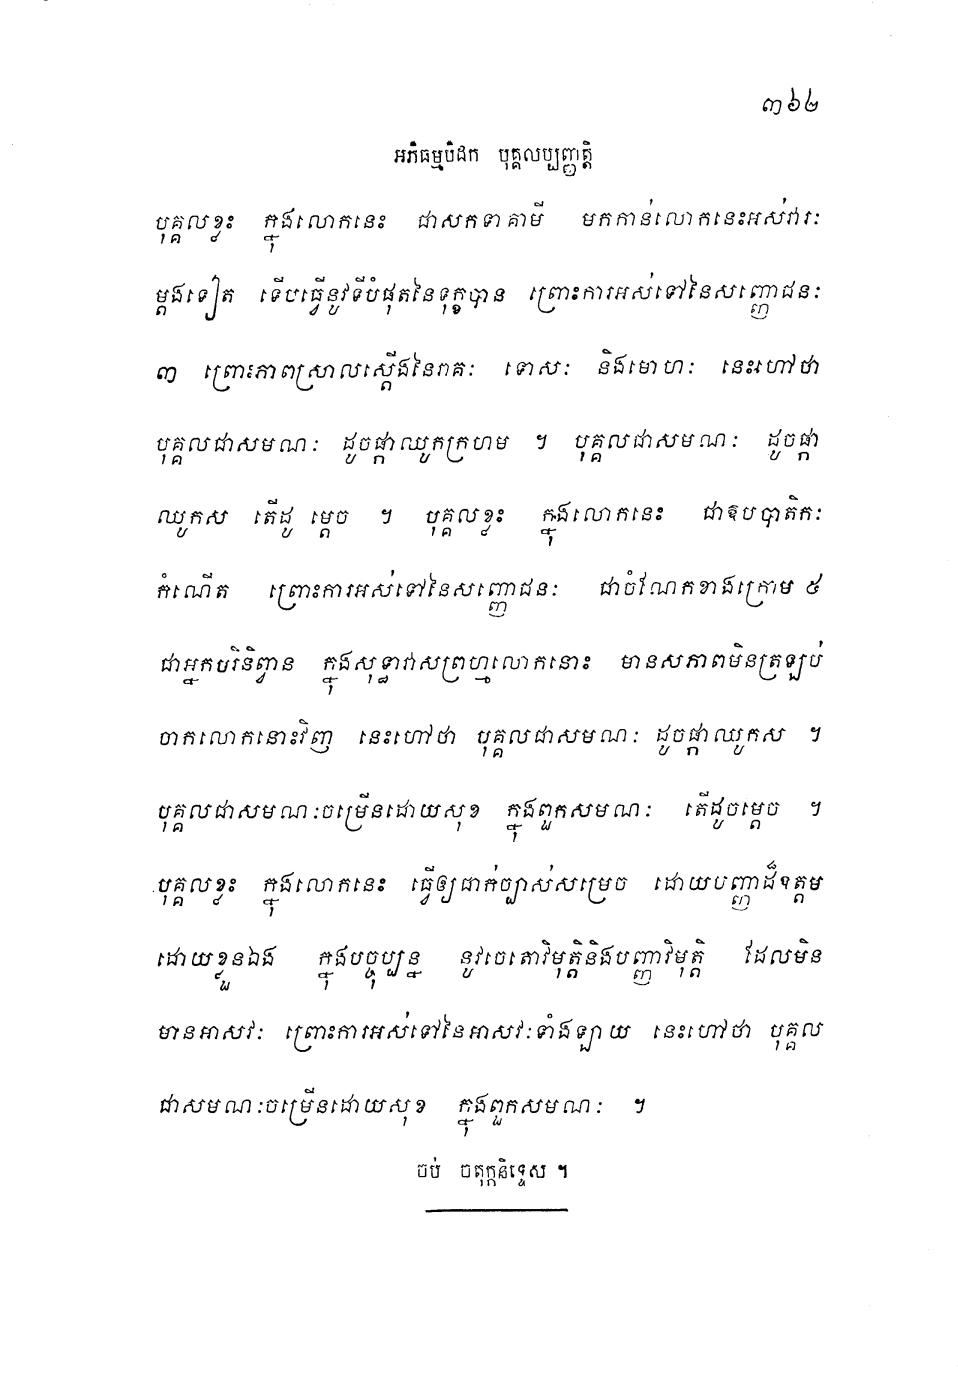 ៣៦២
អភិធម្មបិដក បុគ្គលប្បញ្ញត្តិ
បុគ្គលខ្លះ ក្នុងលោកនេះ ជាសកទាគាមី មកកាន់លោកនេះអស់វារៈ
ម្ដងទៀត ទើបធ្វើនូវទីបំផុតនៃទុក្ខបាន ព្រោះការអស់ទៅនៃសញ្ញោជនៈ
៣ ព្រោះភាពស្រាលស្ដើងនៃរាគៈ ទោសៈ និងមោហៈ នេះហៅថា
បុគ្គលជាសមណៈ ដូចផ្កាឈូកក្រហម ។ បុគ្គលជាសមណៈ ដូចផ្កា
ឈូកស តើដូ ម្ដេច ។ បុគ្គលខ្លះ ក្នុងលោកនេះ ជាឱបបាតិកៈ
កំណើត ព្រោះការអស់ទៅនៃសញ្ញោជនៈ ជាចំណែកខាងក្រោម ៥
ជាអ្នកបរិនិព្វាន ក្នុងសុទ្ធាវាសព្រហ្មលោកនោះ មានសភាពមិនត្រឡប់
ចាកលោកនោះវិញ នេះហៅថា បុគ្គលជាសមណៈ ដូចផ្កាឈូកស ។
បុគ្គលជាសមណៈចម្រើនដោយសុខ ក្នុងពួកសមណៈ តើដូចម្ដេច ។
បុគ្គលខ្លះ ក្នុងលោកនេះ ធ្វើឲ្យជាក់ច្បាស់សម្រេច ដោយបញ្ញាដ៏ឧត្ដម
ដោយខ្លួនឯង ក្នុងបច្ចុប្បន្ន នូវចេតោវិមុត្តិនិងបញ្ញាវិមុត្តិ ដែលមិន
មានអាសវៈ ព្រោះការអស់ទៅនៃអាសវៈទាំងឡាយ នេះហៅថា បុគ្គល
ជាសមណៈចម្រើនដោយសុខ ក្នុងពួកសមណៈ ។
ចប់ ចតុក្កនិទ្ទេស ។